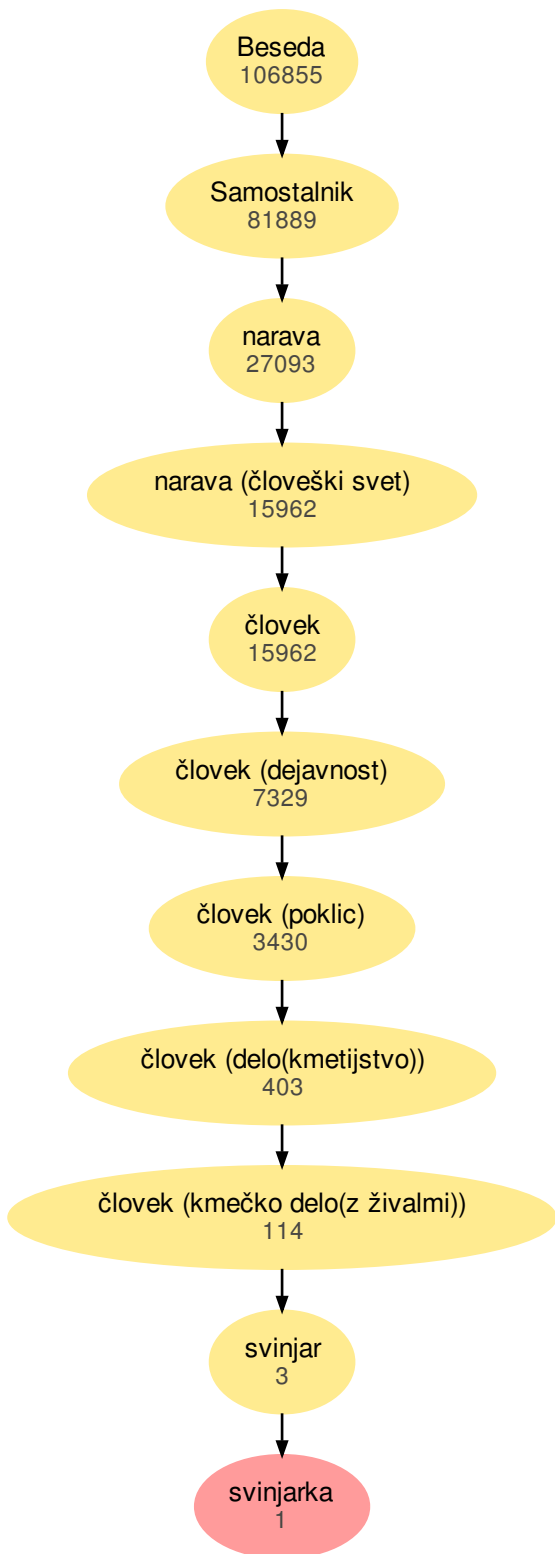 Beseda
106855
Samostalnik
81889
narava
27093
narava (človeški svet)
15962
človek
15962
človek (dejavnost)
7329
človek (poklic)
3430
človek (delo(kmetijstvo))
403
človek (kmečko delo(z živalmi))
114
svinjar
3
svinjarka
1